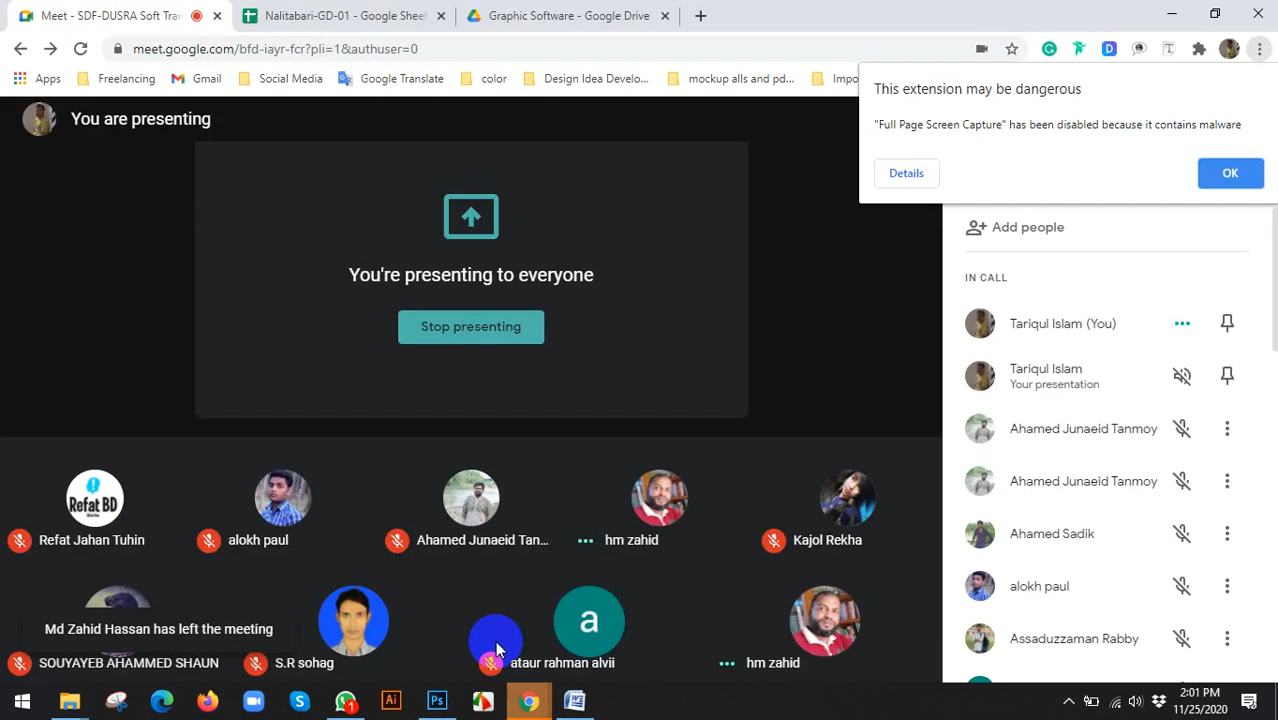 Meet - SDF-DUSRA Soft Trai
Nalitabari-GD-01 - Google Sheet
Graphic Software - Google Drive
meet.google.com/bfd-iayr-fcr?pli=1&authuser=0
Apps
Freelancing
Gmail
Social Media
Google Translate
color
Design Idea Develo...
mockup alls and pd...
Impo
This extension may be dangerous
"Full Page Screen Capture" has been disabled because it contains malware
Details
OK
You are presenting
You're presenting to everyone
Stop presenting
Add people
IN CALL
Tariqul Islam (You)
Tariqul Islam
Your presentation
Ahamed Junaeid Tanmoy
Ahamed Junaeid Tanmoy
Ahamed Sadik
alokh paul
Assaduzzaman Rabby
Refat BD
Refat Jahan Tuhin
alokh paul
Ahamed Junaeid Tan...
hm zahid
Kajol Rekha
a
Md Zahid Hassan has left the meeting
SOUYAYEB AHAMMED SHAUN
S.R sohag
ataur rahman alvii
hm zahid
1
Ai
Ps
2:01 PM
11/25/2020